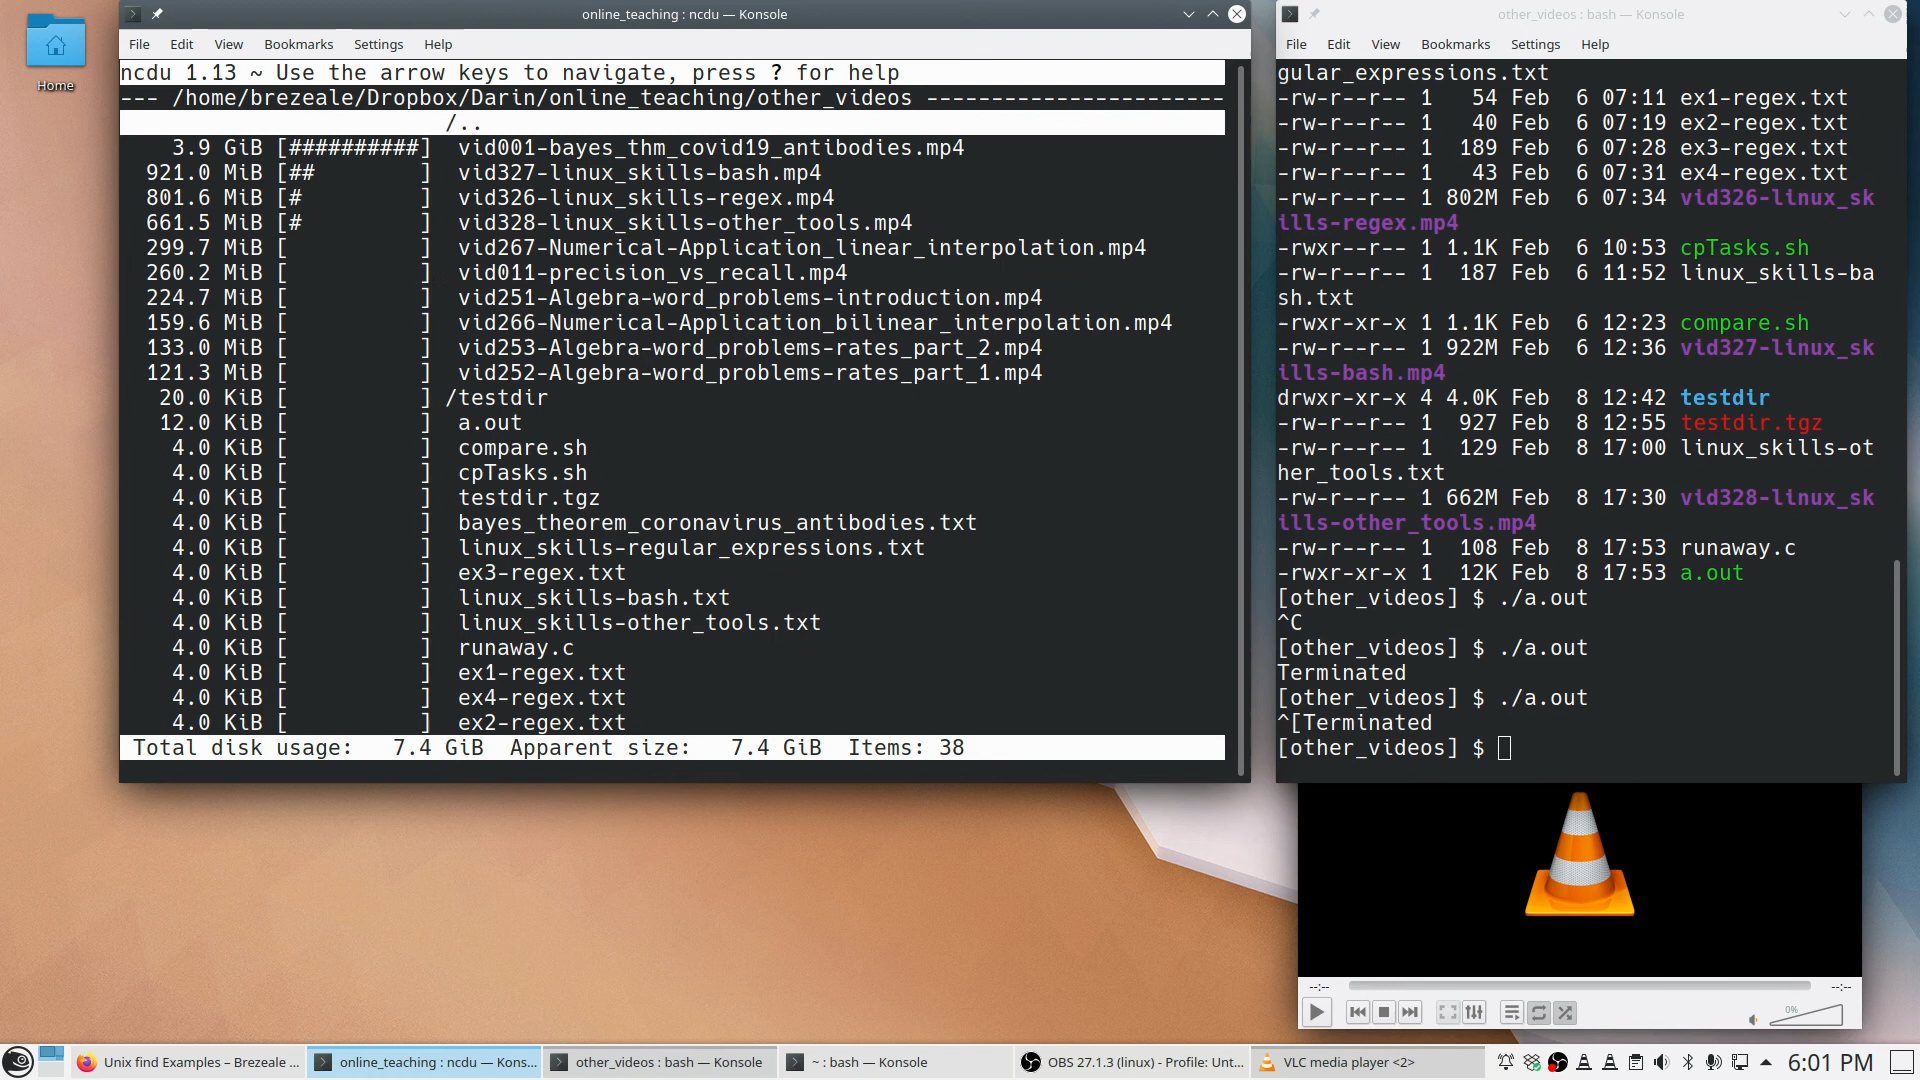 Home
online_teaching : ncdu — Konsole
File Edit View Bookmarks Settings Help
ncdu 1.13 ~ Use the arrow keys to navigate, press ? for help
--- /home/brezeale/Dropbox/Darin/online_teaching/other_videos -----------------------
/..
3.9 GiB [##########] vid001-bayes_thm_covid19_antibodies.mp4
921.0 MiB [## ] vid327-linux_skills-bash.mp4
801.6 MiB [# ] vid326-linux_skills-regex.mp4
661.5 MiB [# ] vid328-linux_skills-other_tools.mp4
299.7 MiB [ ] vid267-Numerical-Application_linear_interpolation.mp4
260.2 MiB [ ] vid011-precision_vs_recall.mp4
224.7 MiB [ ] vid251-Algebra-word_problems-introduction.mp4
159.6 MiB [ ] vid266-Numerical-Application_bilinear_interpolation.mp4
133.0 MiB [ ] vid253-Algebra-word_problems-rates_part_2.mp4
121.3 MiB [ ] vid252-Algebra-word_problems-rates_part_1.mp4
20.0 KiB [ ] /testdir
12.0 KiB [ ] a.out
4.0 KiB [ ] compare.sh
4.0 KiB [ ] cpTasks.sh
4.0 KiB [ ] testdir.tgz
4.0 KiB [ ] bayes_theorem_coronavirus_antibodies.txt
4.0 KiB [ ] linux_skills-regular_expressions.txt
4.0 KiB [ ] ex3-regex.txt
4.0 KiB [ ] linux_skills-bash.txt
4.0 KiB [ ] linux_skills-other_tools.txt
4.0 KiB [ ] runaway.c
4.0 KiB [ ] ex1-regex.txt
4.0 KiB [ ] ex4-regex.txt
4.0 KiB [ ] ex2-regex.txt
Total disk usage: 7.4 GiB Apparent size: 7.4 GiB Items: 38
other_videos : bash — Konsole
File Edit View Bookmarks Settings Help
gular_expressions.txt
-rw-r--r-- 1 54 Feb 6 07:11 ex1-regex.txt
-rw-r--r-- 1 40 Feb 6 07:19 ex2-regex.txt
-rw-r--r-- 1 189 Feb 6 07:28 ex3-regex.txt
-rw-r--r-- 1 43 Feb 6 07:31 ex4-regex.txt
-rw-r--r-- 1 802M Feb 6 07:34 vid326-linux_sk
ills-regex.mp4
-rwxr--r-- 1 1.1K Feb 6 10:53 cpTasks.sh
-rw-r--r-- 1 187 Feb 6 11:52 linux_skills-ba
sh.txt
-rwxr-xr-x 1 1.1K Feb 6 12:23 compare.sh
-rw-r--r-- 1 922M Feb 6 12:36 vid327-linux_sk
ills-bash.mp4
drwxr-xr-x 4 4.0K Feb 8 12:42 testdir
-rw-r--r-- 1 927 Feb 8 12:55 testdir.tgz
-rw-r--r-- 1 129 Feb 8 17:00 linux_skills-ot
her_tools.txt
-rw-r--r-- 1 662M Feb 8 17:30 vid328-linux_sk
ills-other_tools.mp4
-rw-r--r-- 1 108 Feb 8 17:53 runaway.c
-rwxr-xr-x 1 12K Feb 8 17:53 a.out
[other_videos] $ ./a.out
^C
[other_videos] $ ./a.out
Terminated
[other_videos] $ ./a.out
^[Terminated
[other_videos] $
--:-- --:--
0%
Unix find Examples – Brezeale ...
online_teaching : ncdu — Kons...
other_videos : bash — Konsole
~ : bash — Konsole
OBS 27.1.3 (linux) - Profile: Unt...
VLC media player <2>
6:01 PM